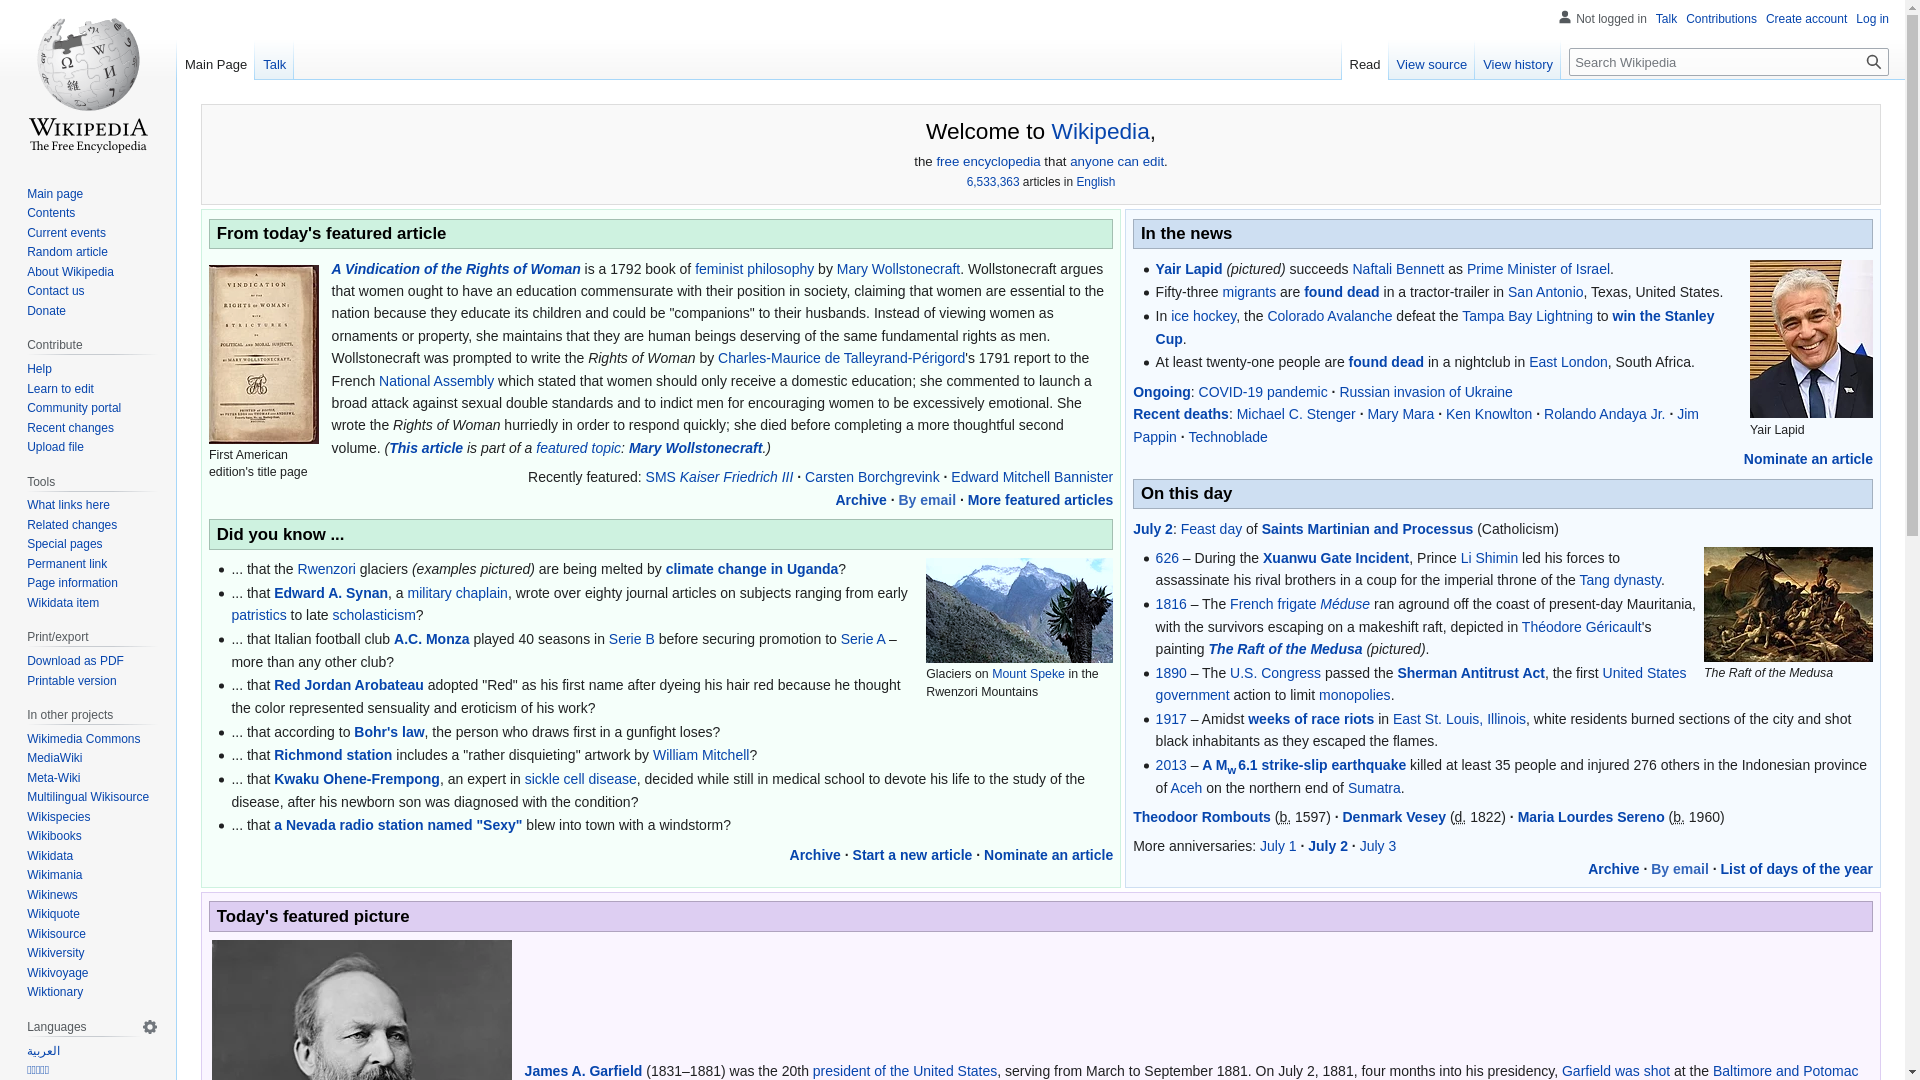 WIKIPEDIA
The Free Encyclopedia
Main page
Contents
Current events
Random article
About Wikipedia
Contact us
Donate
Contribute
Help
Learn to edit
Community portal
Recent changes
Upload file
Tools
What links here
Related changes
Special pages
Permanent link
Page information
Wikidata item
Print/export
Download as PDF
Printable version
In other projects
Wikimedia Commons
MediaWiki
Meta-Wiki
Multilingual Wikisource
Wikispecies
Wikibooks
Wikidata
Wikimania
Wikinews
Wikiquote
Wikisource
Wikiversity
Wikivoyage
Wiktionary
Languages
العربية
Not logged in Talk Contributions Create account Log in
Main Page Talk
Read View source View history Search Wikipedia
Welcome to Wikipedia,
the free encyclopedia that anyone can edit.
6,533,363 articles in English
From today's featured article
VINDICATION
RIGHTS OF WOMAN:
STRICTURES
POLITICAL AND MORAL SUBJECTS.
BY MARY WOLLSTONECRAFT.
First American
edition's title page
A Vindication of the Rights of Woman is a 1792 book of feminist philosophy by Mary Wollstonecraft. Wollstonecraft argues
that women ought to have an education commensurate with their position in society, claiming that women are essential to the
nation because they educate its children and could be "companions" to their husbands. Instead of viewing women as
ornaments or property, she maintains that they are human beings deserving of the same fundamental rights as men.
Wollstonecraft was prompted to write the Rights of Woman by Charles-Maurice de Talleyrand-Périgord's 1791 report to the
French National Assembly which stated that women should only receive a domestic education; she commented to launch a
broad attack against sexual double standards and to indict men for encouraging women to be excessively emotional. She
wrote the Rights of Woman hurriedly in order to respond quickly; she died before completing a more thoughtful second
volume. (This article is part of a featured topic: Mary Wollstonecraft.)
Recently featured: SMS Kaiser Friedrich III · Carsten Borchgrevink · Edward Mitchell Bannister
Archive · By email · More featured articles
Did you know ...
... that the Rwenzori glaciers (examples pictured) are being melted by climate change in Uganda?
... that Edward A. Synan, a military chaplain, wrote over eighty journal articles on subjects ranging from early
patristics to late scholasticism?
... that Italian football club A.C. Monza played 40 seasons in Serie B before securing promotion to Serie A –
more than any other club?
... that Red Jordan Arobateau adopted "Red" as his first name after dyeing his hair red because he thought
the color represented sensuality and eroticism of his work?
... that according to Bohr's law, the person who draws first in a gunfight loses?
... that Richmond station includes a "rather disquieting" artwork by William Mitchell?
... that Kwaku Ohene-Frempong, an expert in sickle cell disease, decided while still in medical school to devote his life to the study of the
disease, after his newborn son was diagnosed with the condition?
... that a Nevada radio station named "Sexy" blew into town with a windstorm?
Glaciers on Mount Speke in the
Rwenzori Mountains
Archive · Start a new article · Nominate an article
In the news
Yair Lapid (pictured) succeeds Naftali Bennett as Prime Minister of Israel.
Fifty-three migrants are found dead in a tractor-trailer in San Antonio, Texas, United States.
In ice hockey, the Colorado Avalanche defeat the Tampa Bay Lightning to win the Stanley
Cup.
At least twenty-one people are found dead in a nightclub in East London, South Africa.
Yair Lapid
Ongoing: COVID-19 pandemic · Russian invasion of Ukraine
Recent deaths: Michael C. Stenger · Mary Mara · Ken Knowlton · Rolando Andaya Jr. · Jim
Pappin · Technoblade
Nominate an article
On this day
July 2: Feast day of Saints Martinian and Processus (Catholicism)
626 – During the Xuanwu Gate Incident, Prince Li Shimin led his forces to
assassinate his rival brothers in a coup for the imperial throne of the Tang dynasty.
1816 – The French frigate Méduse ran aground off the coast of present-day Mauritania,
with the survivors escaping on a makeshift raft, depicted in Théodore Géricault's
painting The Raft of the Medusa (pictured).
1890 – The U.S. Congress passed the Sherman Antitrust Act, the first United States
government action to limit monopolies.
1917 – Amidst weeks of race riots in East St. Louis, Illinois, white residents burned sections of the city and shot
black inhabitants as they escaped the flames.
2013 – A Mw 6.1 strike-slip earthquake killed at least 35 people and injured 276 others in the Indonesian province
of Aceh on the northern end of Sumatra.
The Raft of the Medusa
Theodoor Rombouts (b. 1597) · Denmark Vesey (d. 1822) · Maria Lourdes Sereno (b. 1960)
More anniversaries: July 1 · July 2 · July 3
Archive · By email · List of days of the year
Today's featured picture
James A. Garfield (1831–1881) was the 20th president of the United States, serving from March to September 1881. On July 2, 1881, four months into his presidency, Garfield was shot at the Baltimore and Potomac